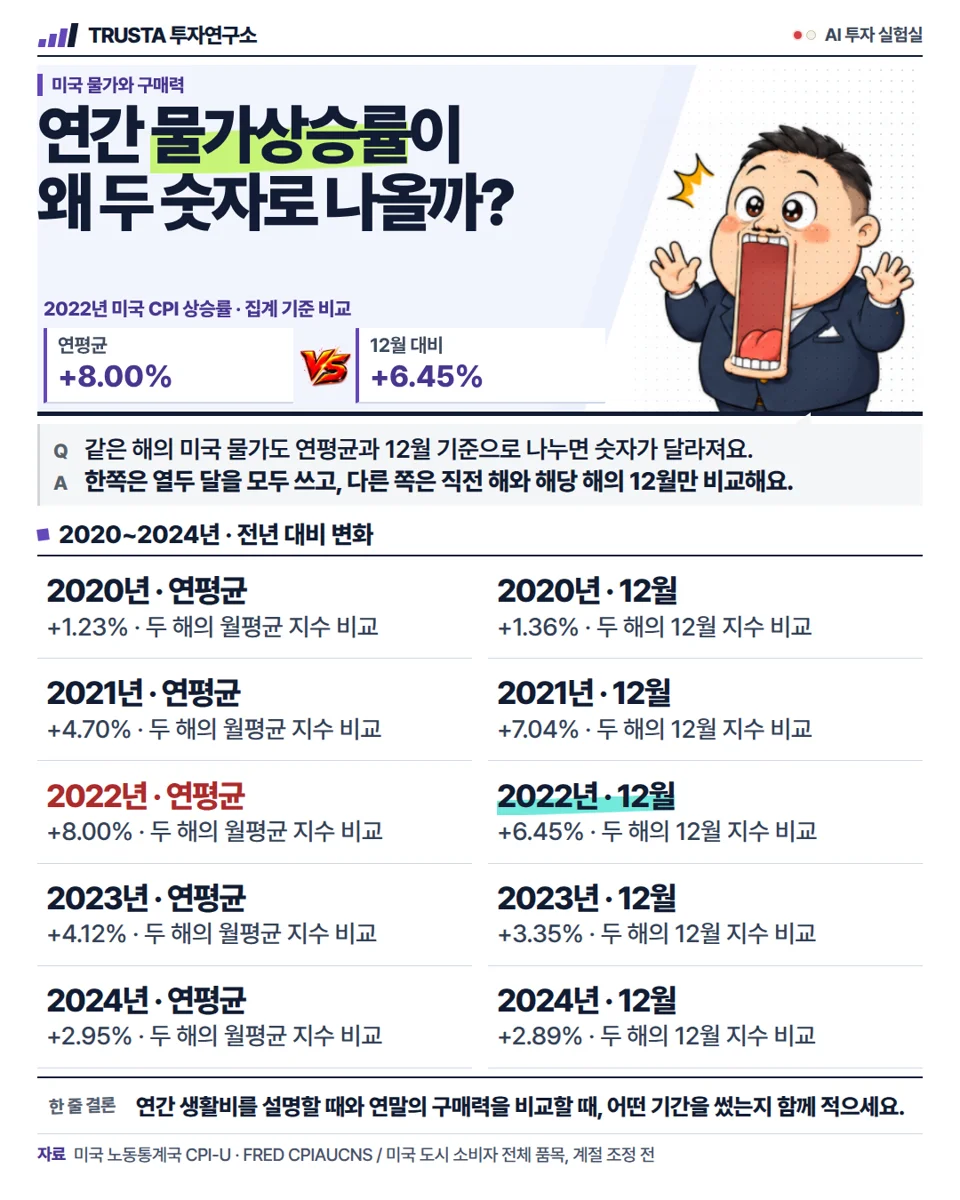 TRUSTA 투자연구소
AI 투자 실험실
미국 물가와 구매력
연간 물가상승률이
왜 두 숫자로 나올까?
2022년 미국 CPI 상승률 · 집계 기준 비교
연평균
+8.00%
VS
12월 대비
+6.45%
Q 같은 해의 미국 물가도 연평균과 12월 기준으로 나누면 숫자가 달라져요.
A 한쪽은 열두 달을 모두 쓰고, 다른 쪽은 직전 해와 해당 해의 12월만 비교해요.
2020~2024년 · 전년 대비 변화
2020년 · 연평균
+1.23% · 두 해의 월평균 지수 비교
2020년 · 12월
+1.36% · 두 해의 12월 지수 비교
2021년 · 연평균
+4.70% · 두 해의 월평균 지수 비교
2021년 · 12월
+7.04% · 두 해의 12월 지수 비교
2022년 · 연평균
+8.00% · 두 해의 월평균 지수 비교
2022년 · 12월
+6.45% · 두 해의 12월 지수 비교
2023년 · 연평균
+4.12% · 두 해의 월평균 지수 비교
2023년 · 12월
+3.35% · 두 해의 12월 지수 비교
2024년 · 연평균
+2.95% · 두 해의 월평균 지수 비교
2024년 · 12월
+2.89% · 두 해의 12월 지수 비교
한 줄 결론 연간 생활비를 설명할 때와 연말의 구매력을 비교할 때, 어떤 기간을 썼는지 함께 적으세요.
자료 미국 노동통계국 CPI-U · FRED CPIAUCNS / 미국 도시 소비자 전체 품목, 계절 조정 전